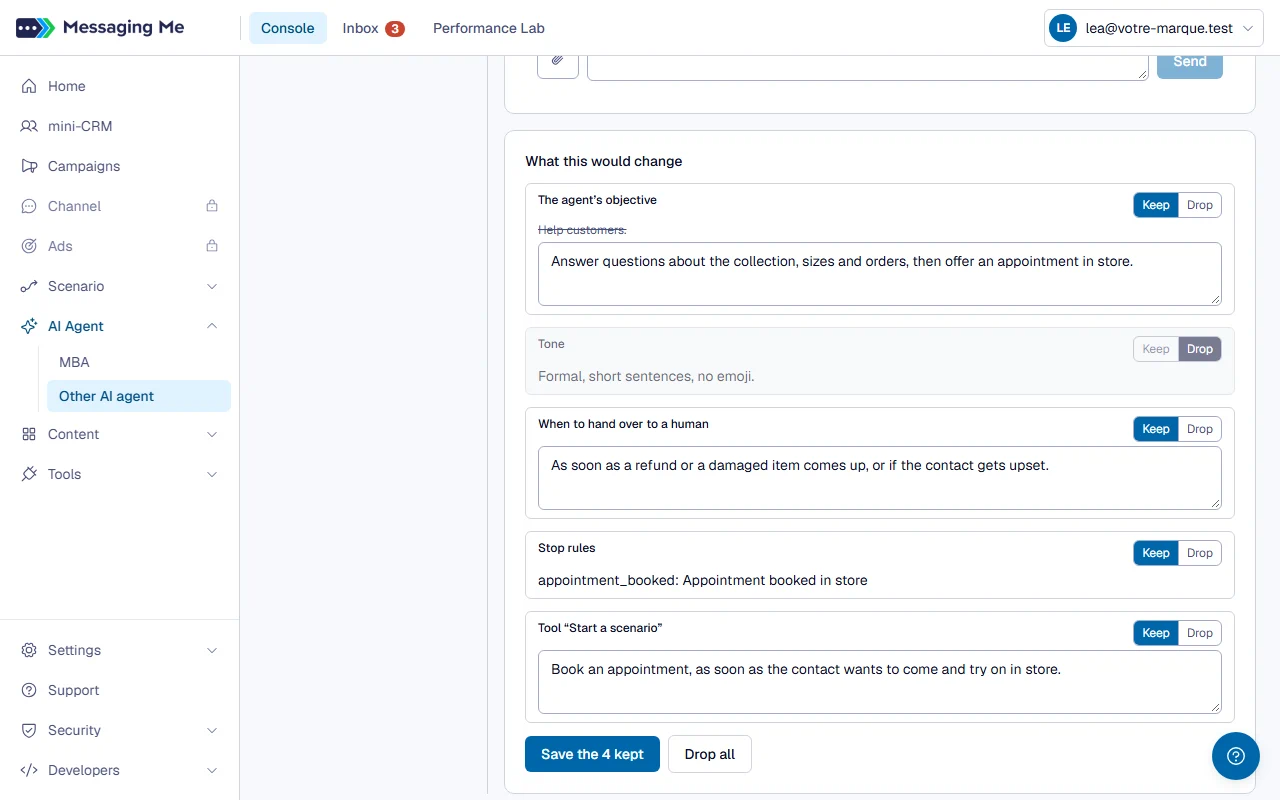 Messaging Me
Console
Inbox 3
Performance Lab
LE lea@votre-marque.test
Home
mini-CRM
Campaigns
Channel
Ads
Scenario
AI Agent
MBA
Other AI agent
Content
Tools
Settings
Support
Security
Developers
Send
What this would change
The agent's objective
Keep Drop
Help customers.
Answer questions about the collection, sizes and orders, then offer an appointment in store.
Tone
Keep Drop
Formal, short sentences, no emoji.
When to hand over to a human
Keep Drop
As soon as a refund or a damaged item comes up, or if the contact gets upset.
Stop rules
Keep Drop
appointment_booked: Appointment booked in store
Tool “Start a scenario”
Keep Drop
Book an appointment, as soon as the contact wants to come and try on in store.
Save the 4 kept
Drop all